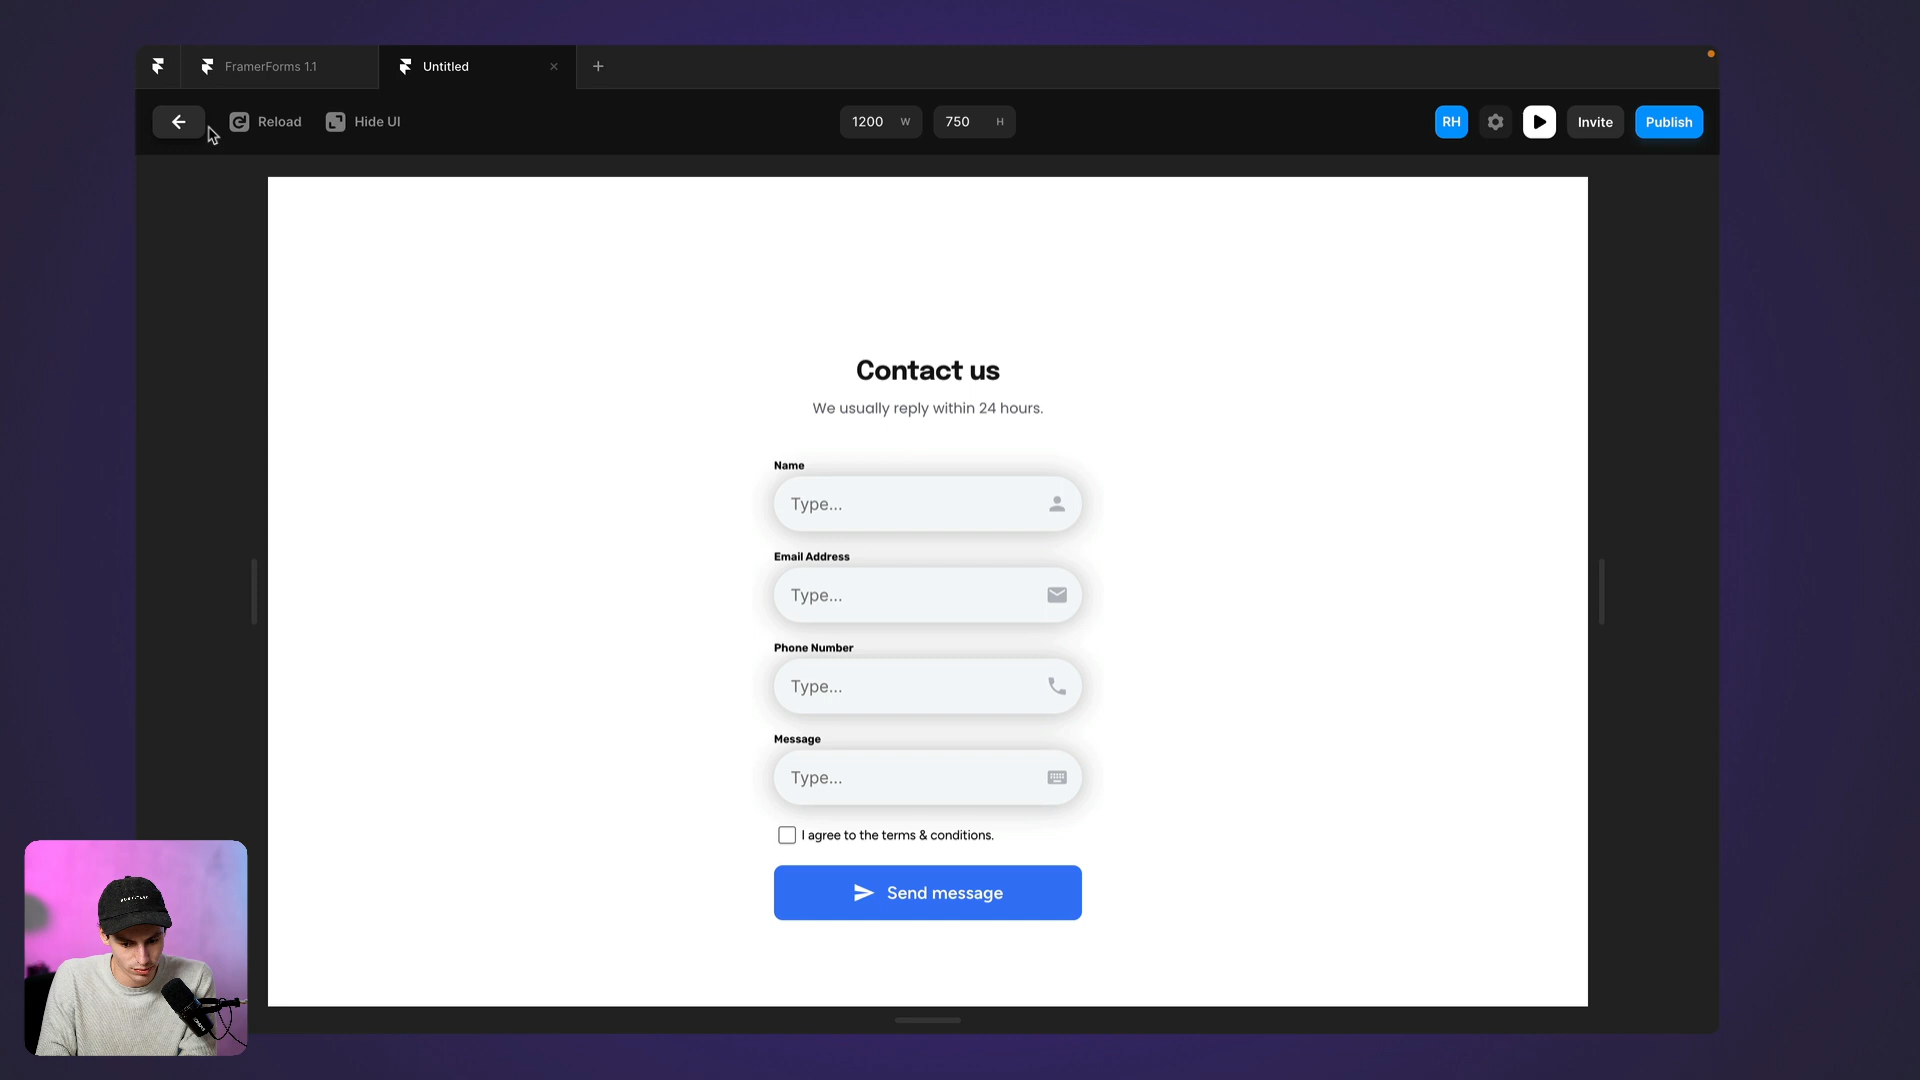 FramerForms 1.1
Untitled
Reload
Hide UI
1200 W
750 H
RH
Invite
Publish
Contact us
We usually reply within 24 hours.
Name
Type...
Email Address
Type...
Phone Number
Type...
Message
Type...
I agree to the terms & conditions.
Send message